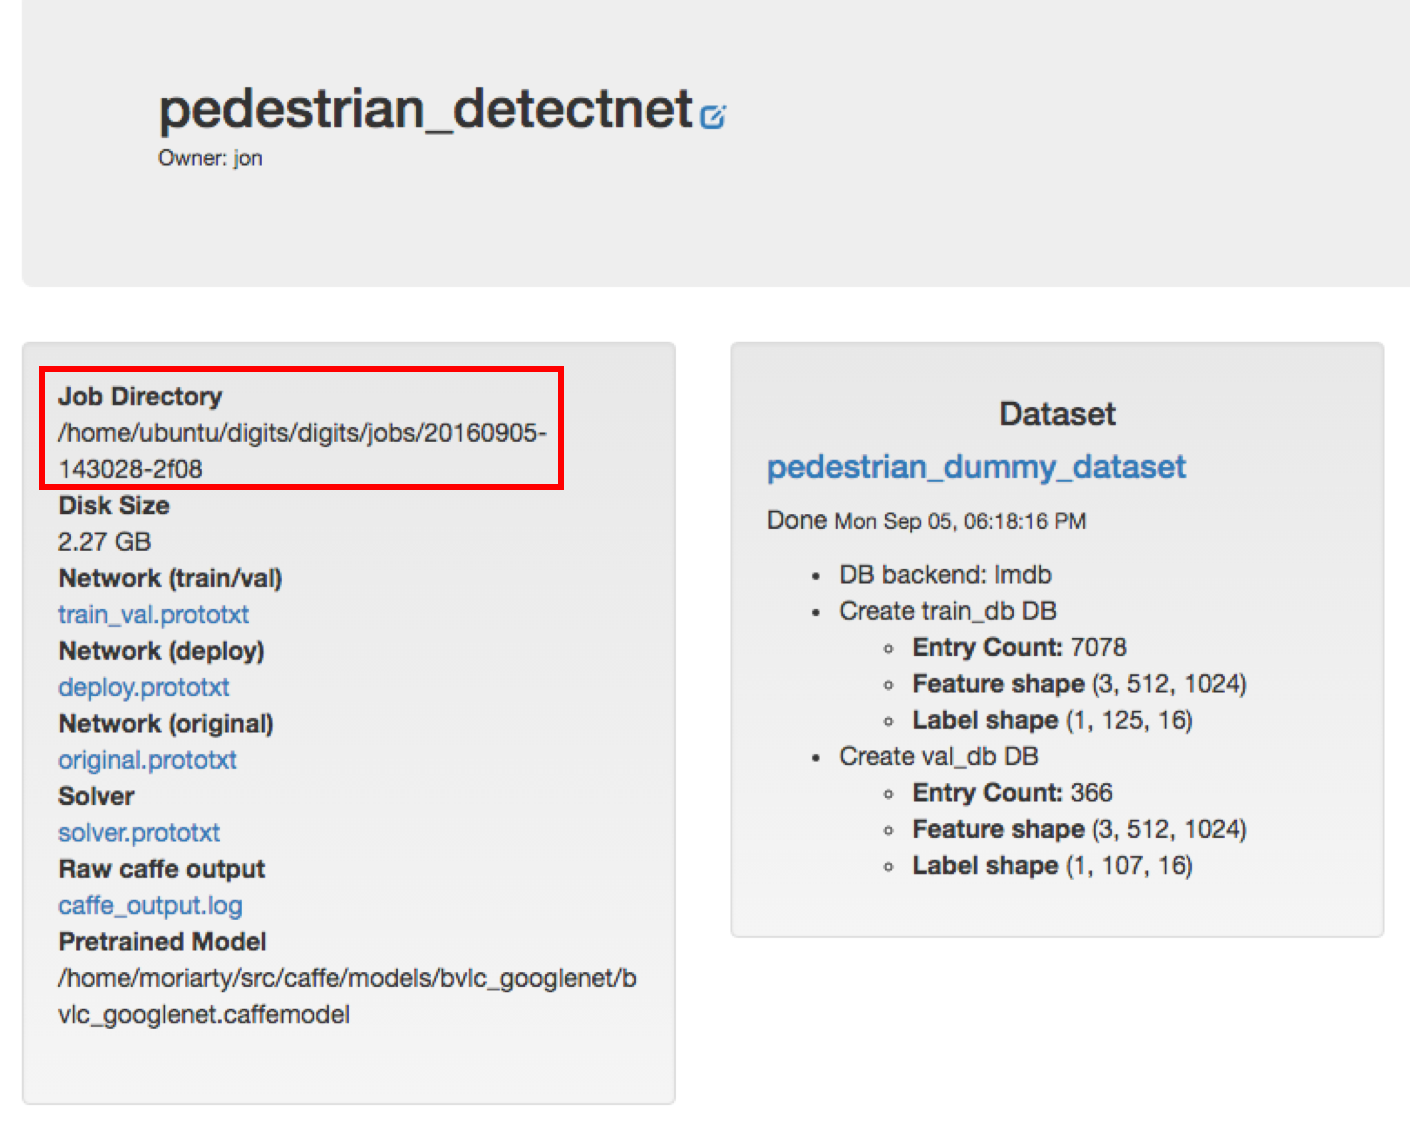 pedestrian_detectnet
Owner: jon
Job Directory
/home/ubuntu/digits/digits/jobs/20160905-
143028-2f08
Disk Size
2.27 GB
Network (train/val)
train_val.prototxt
Network (deploy)
deploy.prototxt
Network (original)
original.prototxt
Solver
solver.prototxt
Raw caffe output
caffe_output.log
Pretrained Model
/home/moriarty/src/caffe/models/bvlc_googlenet/b
vlc_googlenet.caffemodel
Dataset
pedestrian_dummy_dataset
Done Mon Sep 05, 06:18:16 PM
• DB backend: lmdb
• Create train_db DB
◦ Entry Count: 7078
◦ Feature shape (3, 512, 1024)
◦ Label shape (1, 125, 16)
• Create val_db DB
◦ Entry Count: 366
◦ Feature shape (3, 512, 1024)
◦ Label shape (1, 107, 16)